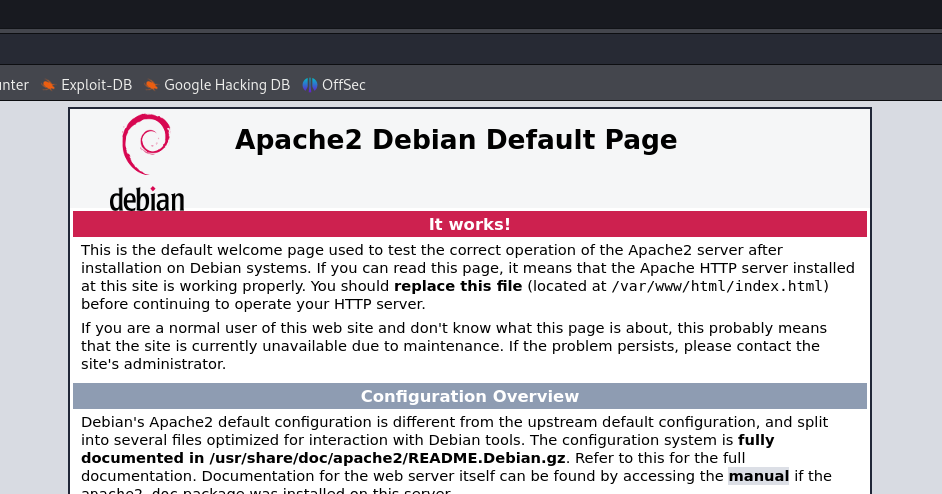 Exploit-DB Google Hacking DB OffSec
Apache2 Debian Default Page
debian
It works!
This is the default welcome page used to test the correct operation of the Apache2 server after
installation on Debian systems. If you can read this page, it means that the Apache HTTP server installed
at this site is working properly. You should replace this file (located at /var/www/html/index.html)
before continuing to operate your HTTP server.
If you are a normal user of this web site and don't know what this page is about, this probably means
that the site is currently unavailable due to maintenance. If the problem persists, please contact the
site's administrator.
Configuration Overview
Debian's Apache2 default configuration is different from the upstream default configuration, and split
into several files optimized for interaction with Debian tools. The configuration system is fully
documented in /usr/share/doc/apache2/README.Debian.gz. Refer to this for the full
documentation. Documentation for the web server itself can be found by accessing the manual if the
apache2-doc package was installed on this server.